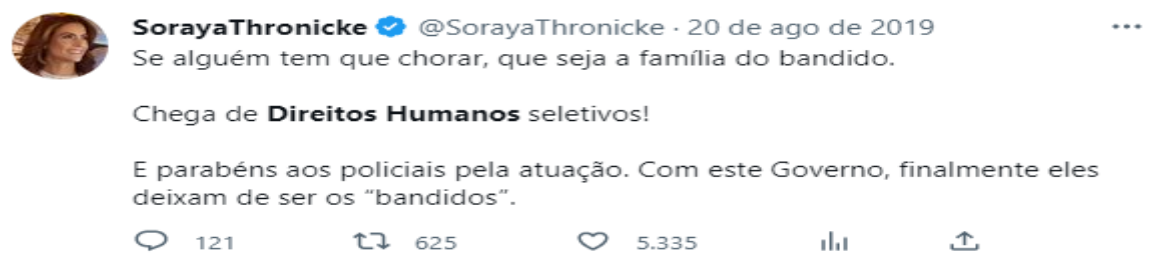 SorayaThronicke @SorayaThronicke · 20 de ago de 2019 ...
Se alguém tem que chorar, que seja a família do bandido.
Chega de Direitos Humanos seletivos!
E parabéns aos policiais pela atuação. Com este Governo, finalmente eles
deixam de ser os “bandidos”.
121 625 5.335